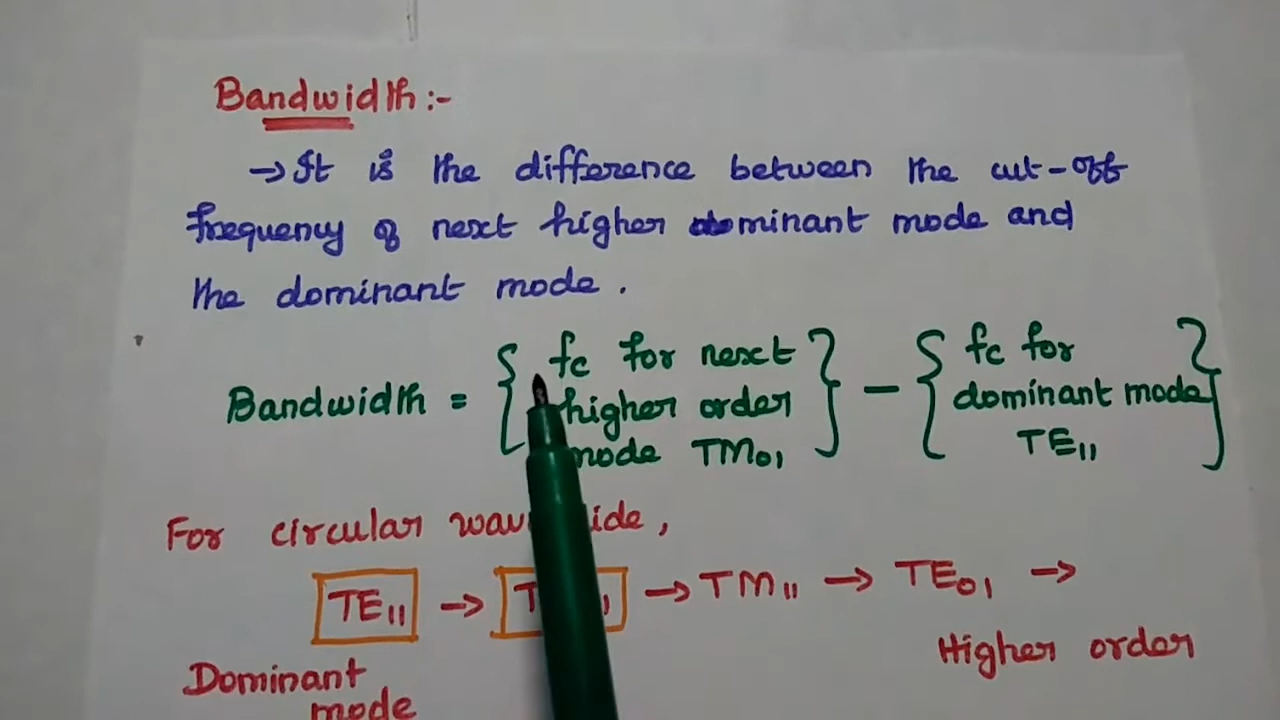 Bandwidth:-
→It is the difference between the cut-off
frequency of next higher dominant mode and
the dominant mode.
Bandwidth = { fc for next higher order mode TM01 } - { fc for dominant mode TE11 }
For circular
TE11 → → TM11 → TE01 →
Dominant mode
Higher order